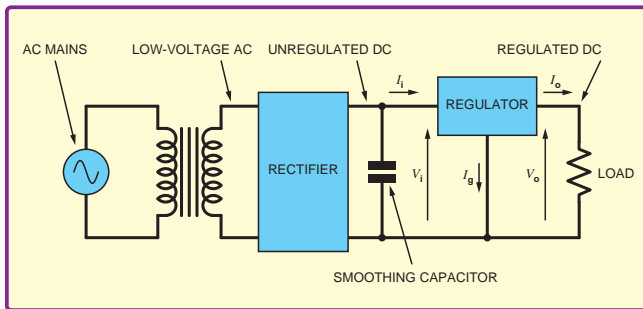 AC MAINS
LOW-VOLTAGE AC
UNREGULATED DC
REGULATED DC
Ii
Io
REGULATOR
RECTIFIER
Vi
Ig
Vo
LOAD
SMOOTHING CAPACITOR